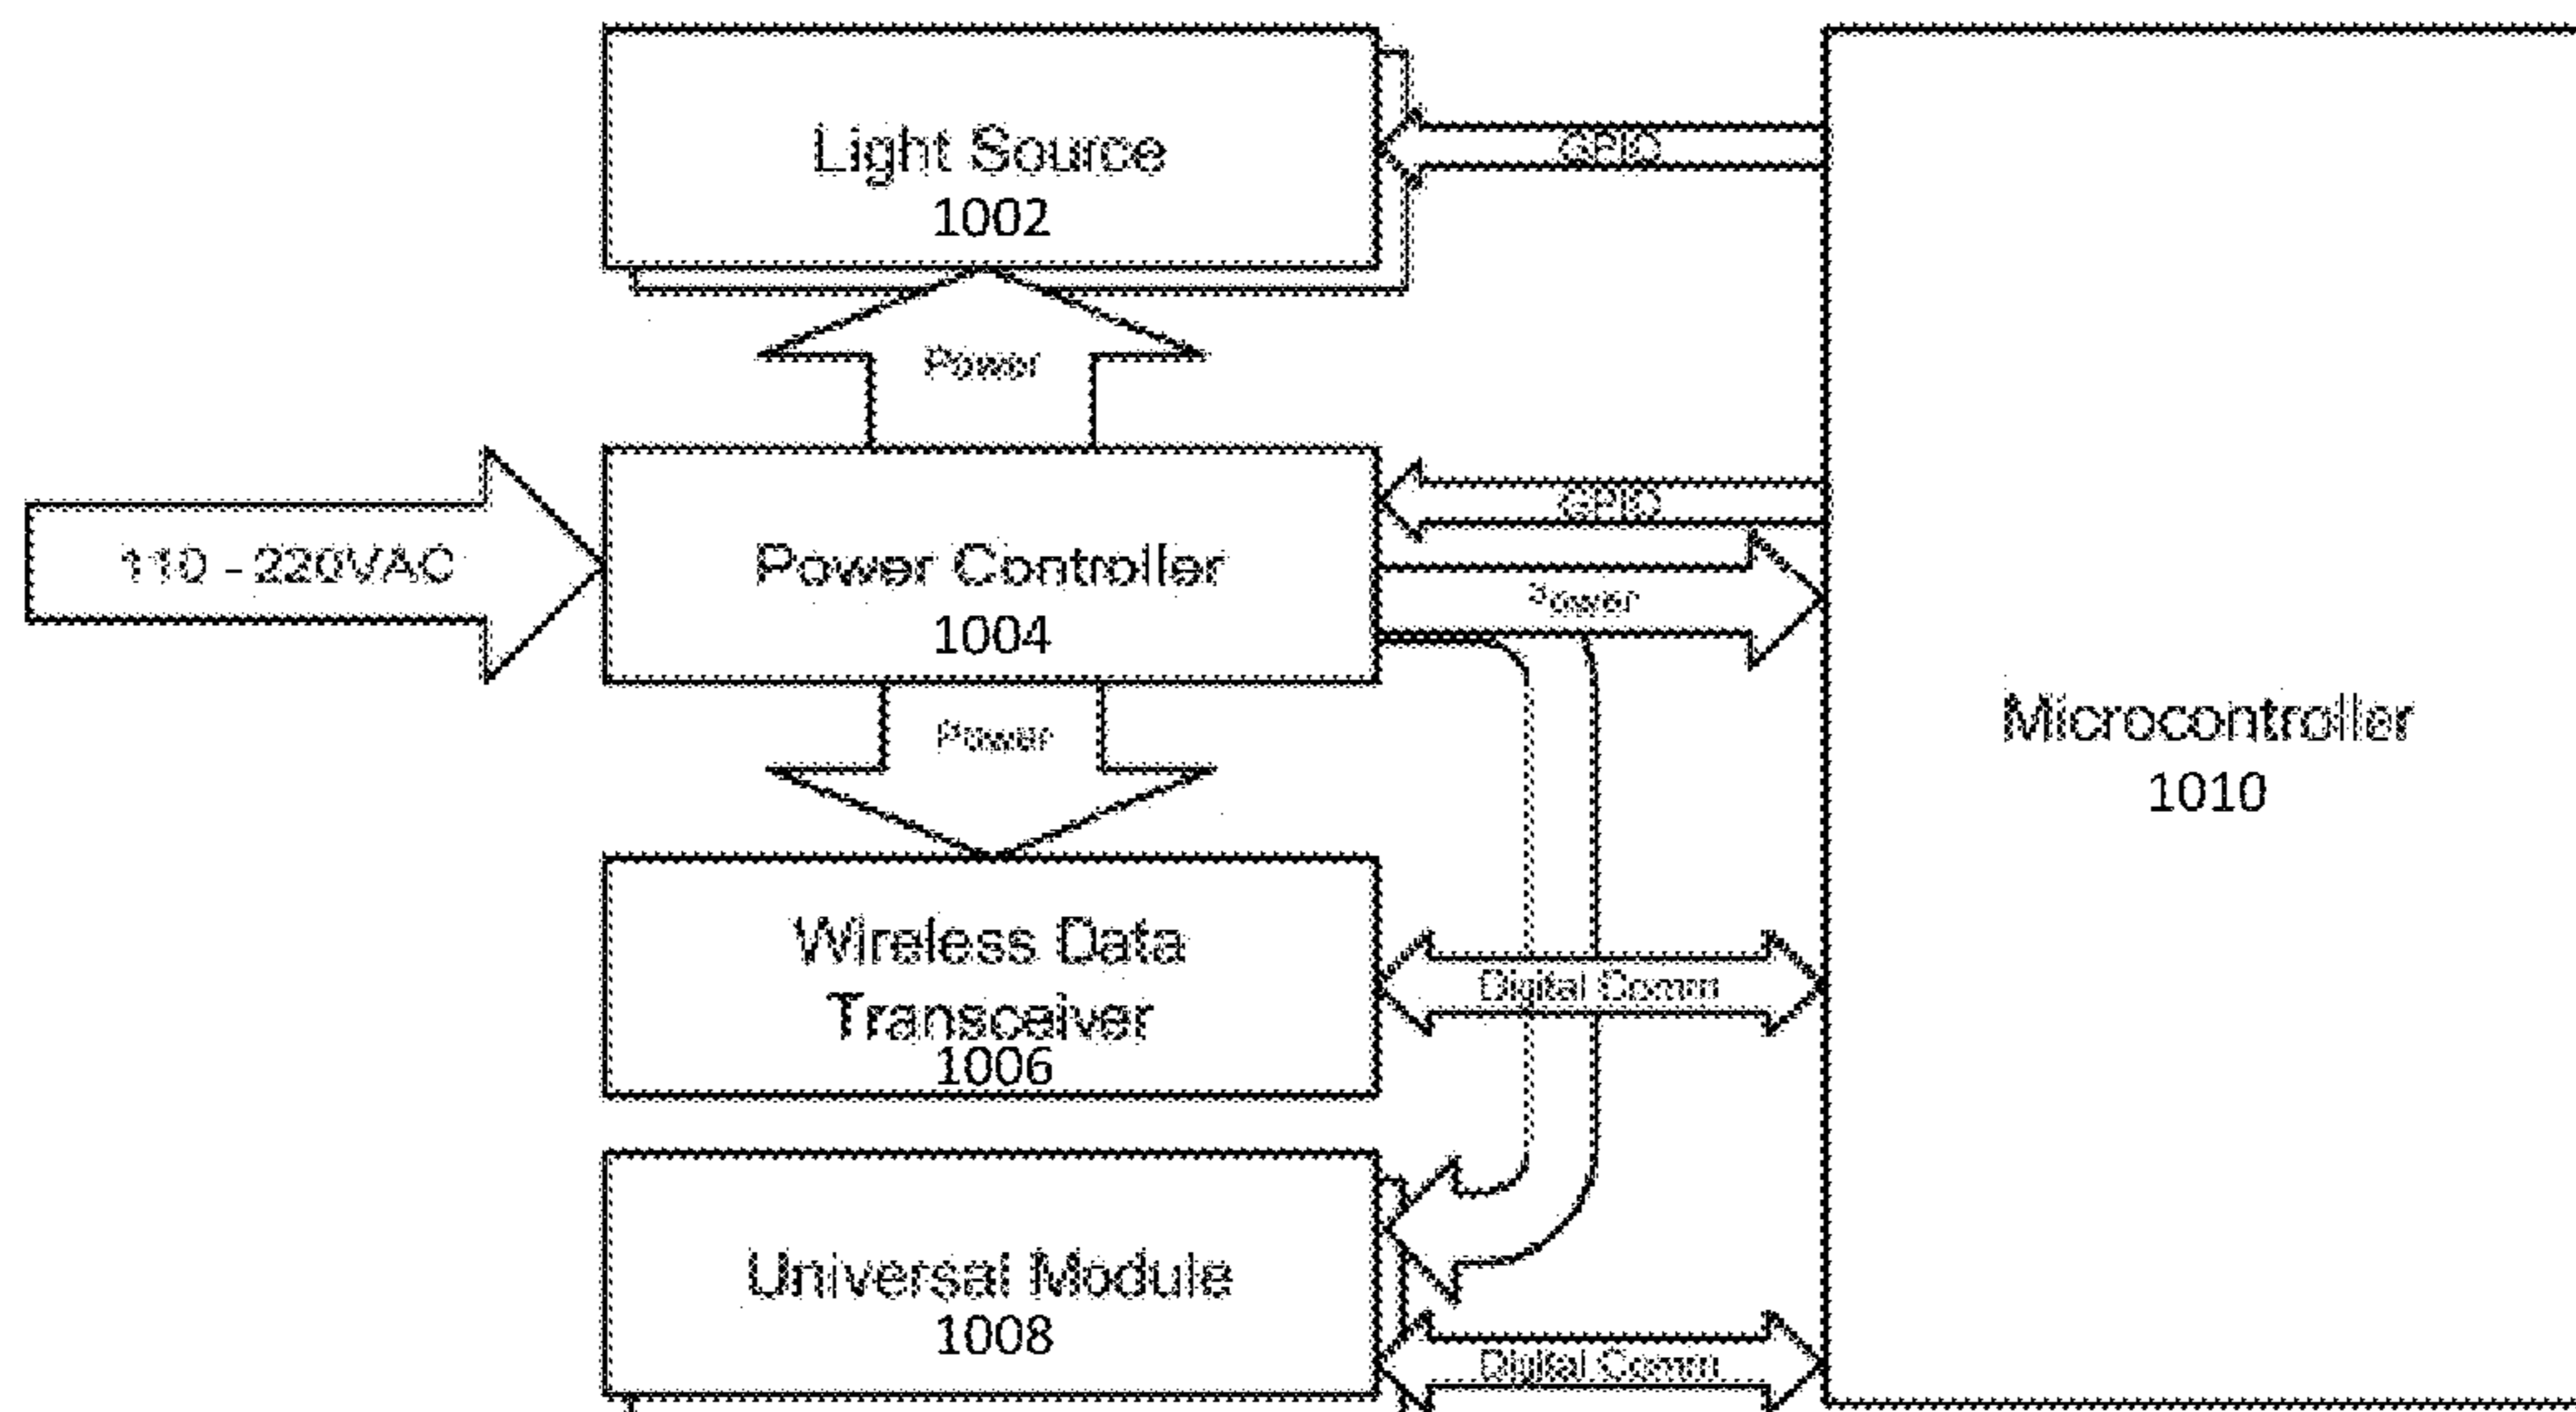 Light Source
1002
GPIO
Power
110 - 220VAC
Power Controller
1004
GPIO
Power
Power
Microcontroller
1010
Wireless Data
Transceiver
1006
Digital Comm
Universal Module
1008
Digital Comm